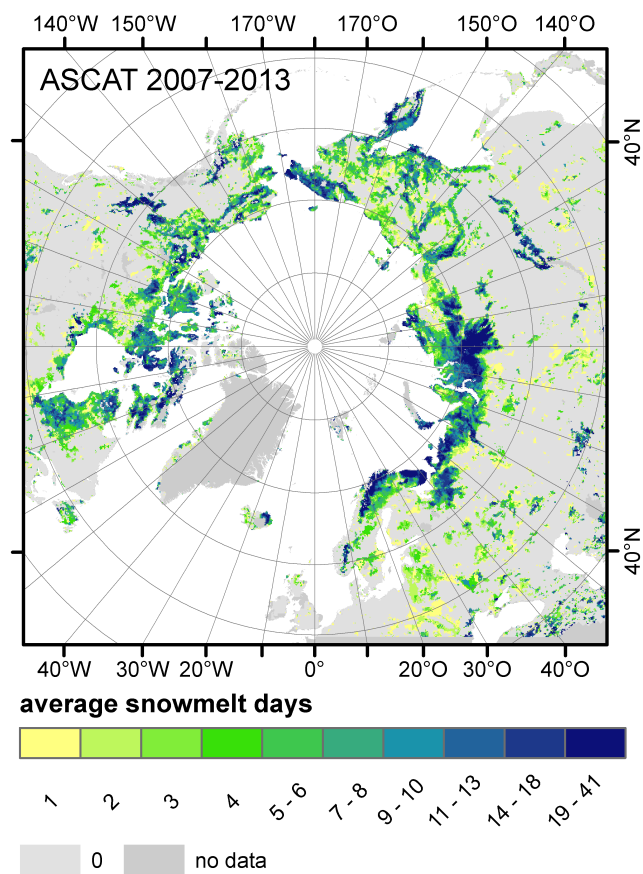 140°W 150°W 170°W 170°O 150°O 140°O
ASCAT 2007-2013
40°N
40°N
40°W 30°W 20°W 0° 20°O 30°O 40°O
average snowmelt days
1 2 3 4 5 - 6 7 - 8 9 - 10 11 - 13 14 - 18 19 - 41
0 no data